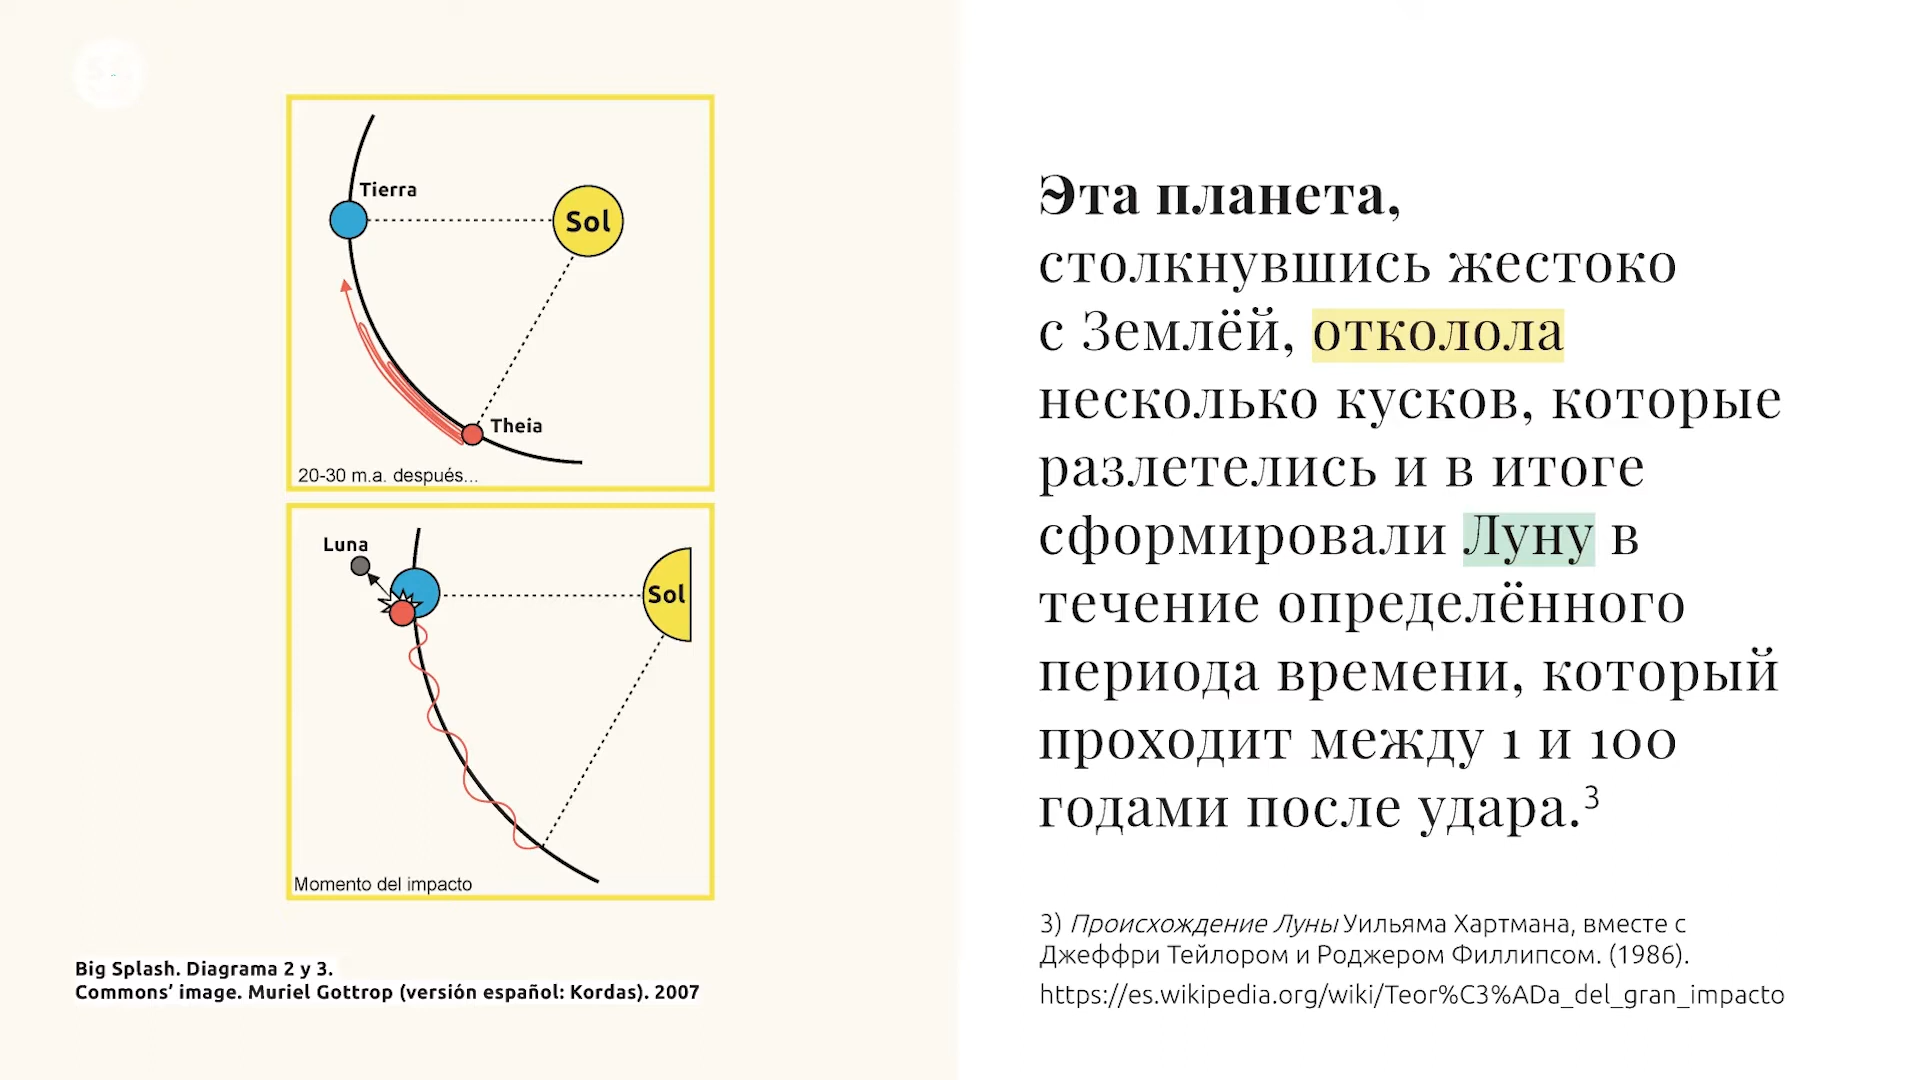 Tierra
Sol
Theia
20-30 m.a. después...
Luna
Sol
Momento del impacto
Big Splash. Diagrama 2 y 3.
Commons’ image. Muriel Gottrop (versión español: Kordas). 2007
Эта планета,
столкнувшись жестоко
с Землёй, отколола
несколько кусков, которые
разлетелись и в итоге
сформировали Луну в
течение определённого
периода времени, который
проходит между 1 и 100
годами после удара.3
3) Происхождение Луны Уильяма Хартмана, вместе с
Джеффри Тейлором и Роджером Филлипсом. (1986).
https://es.wikipedia.org/wiki/Teor%C3%ADa_del_gran_impacto